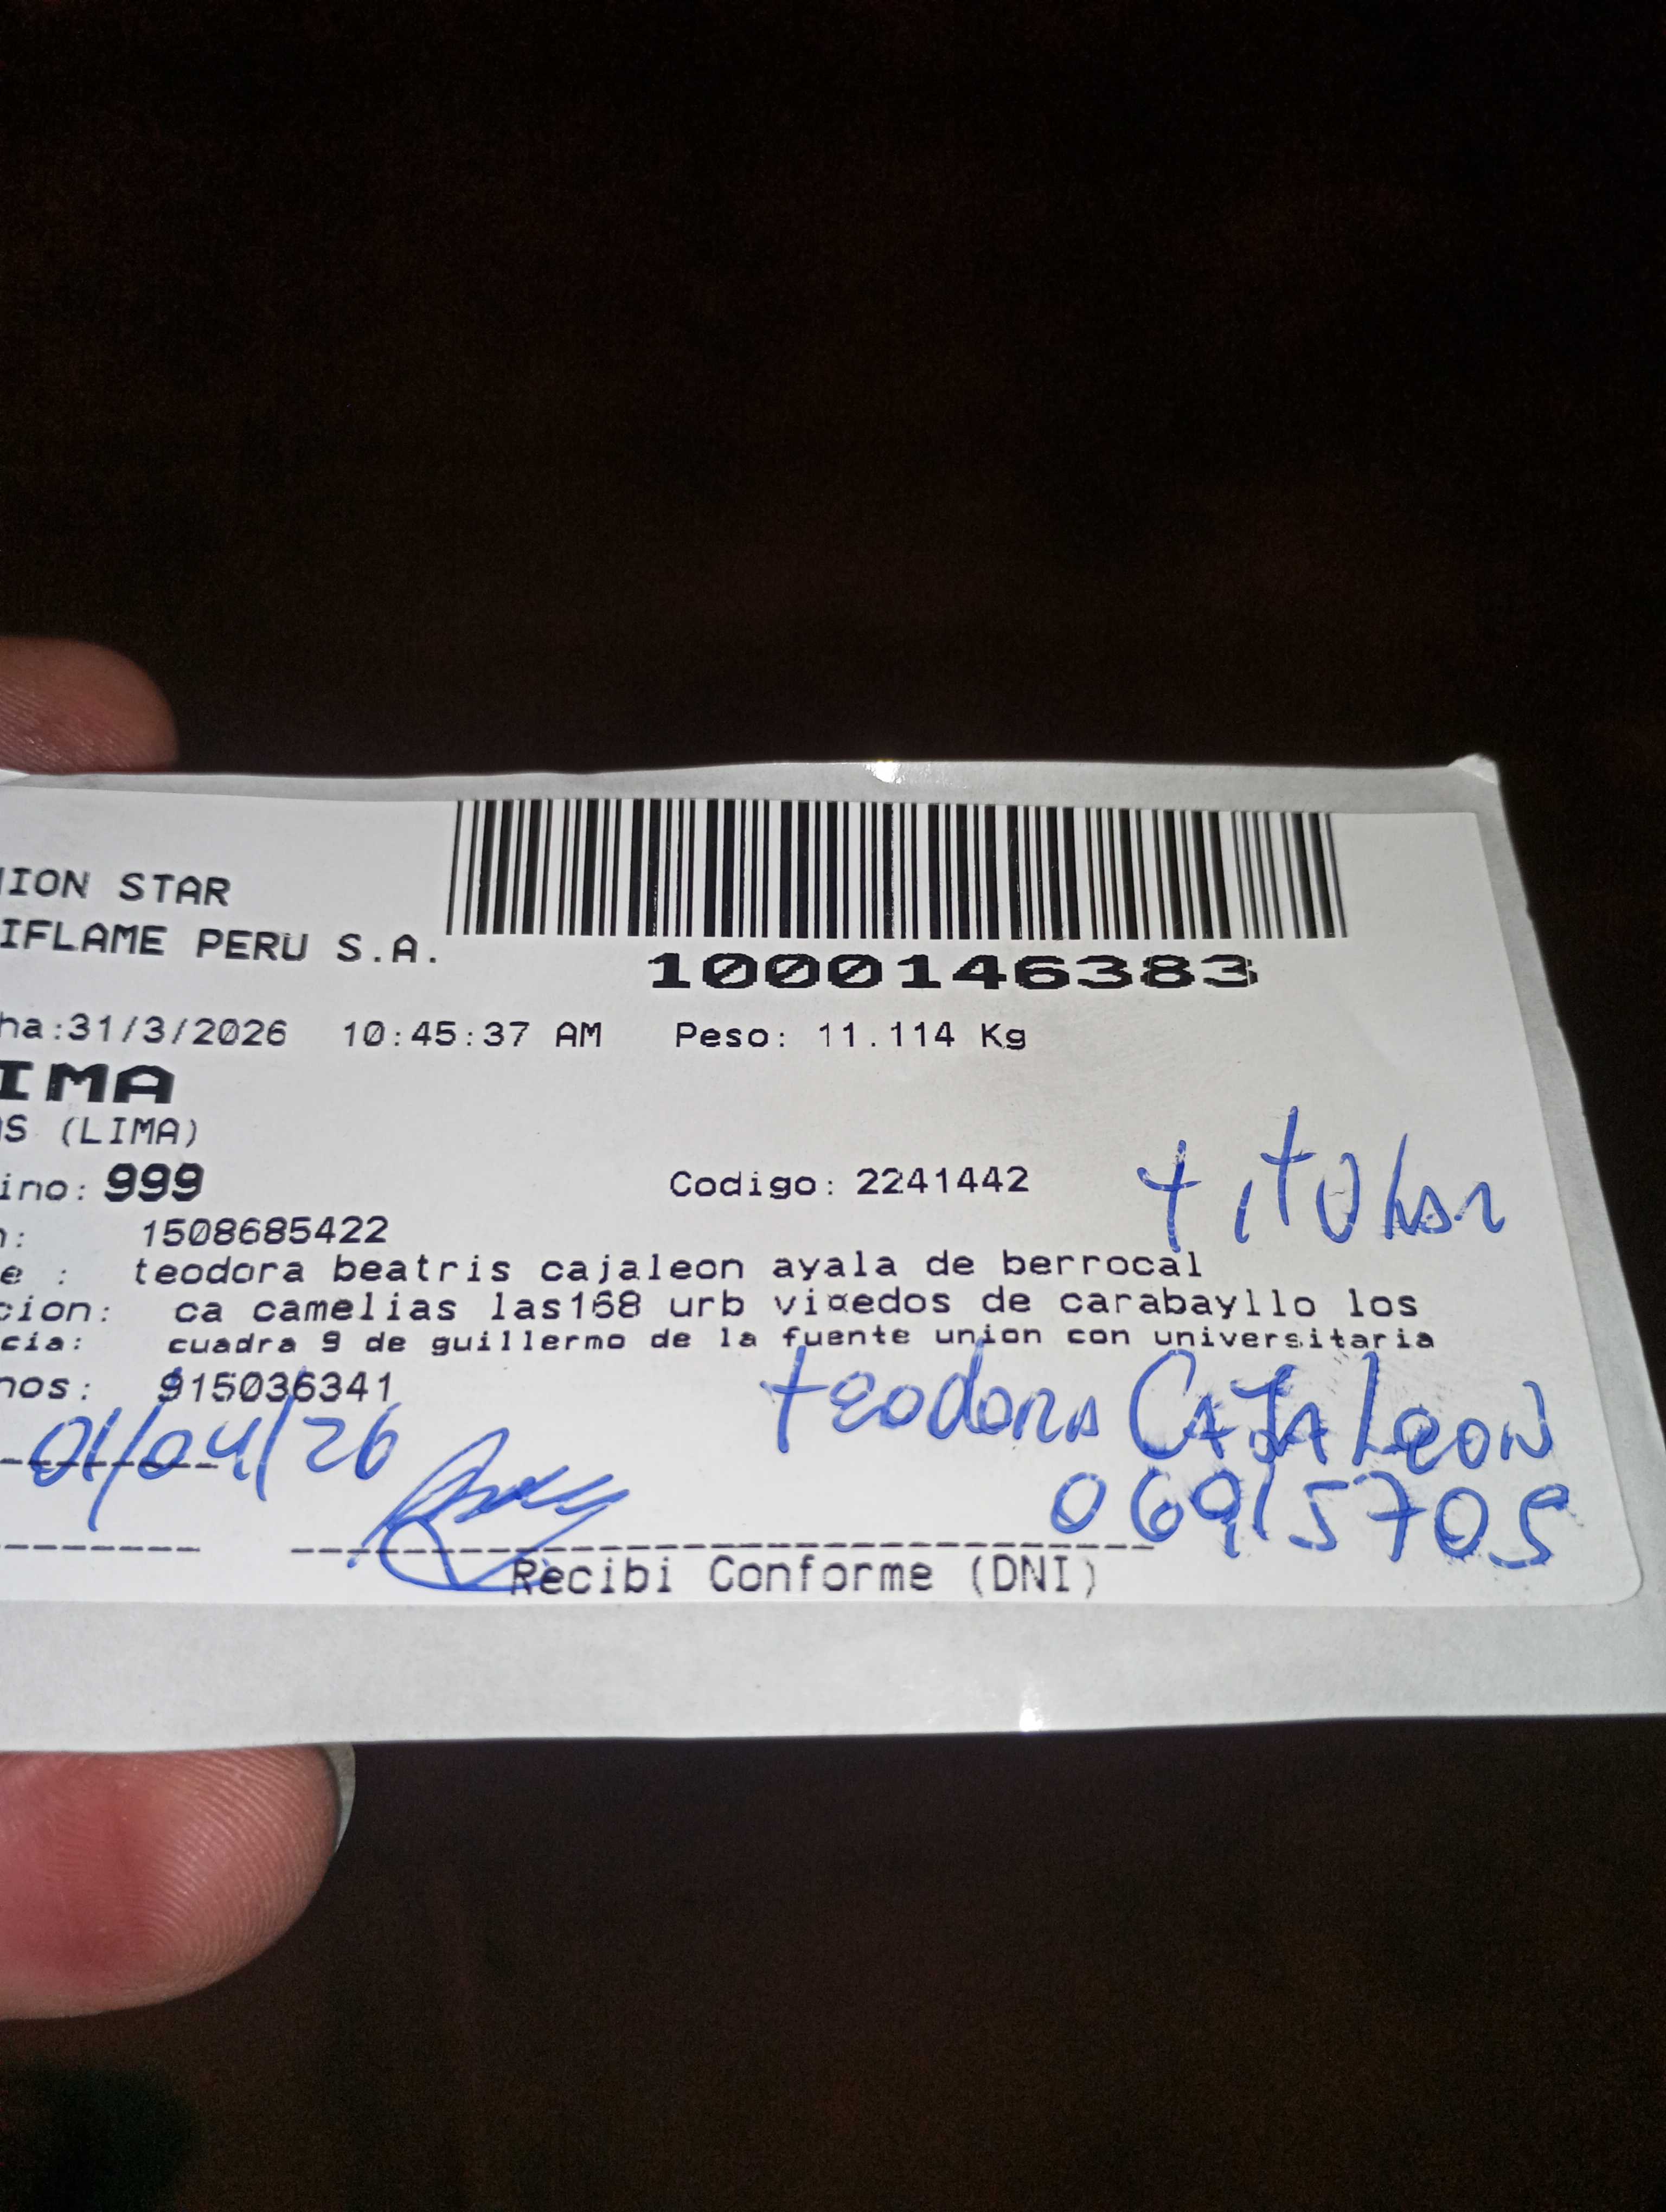 ION STAR
IFLAME PERU S.A.
1000146383
ha:31/3/2026 10:45:37 AM Peso: 11.114 Kg
IMA
S (LIMA)
ino: 999 Codigo: 2241442
titular
: 1508685422
e : teodora beatris cajaleon ayala de berrocal
cion: ca camelias las168 urb vi¤edos de carabayllo los
cia: cuadra 9 de guillermo de la fuente union con universitaria
nos: 915036341
teodora CAJALeon
01/04/26
06915705
Recibi Conforme (DNI)